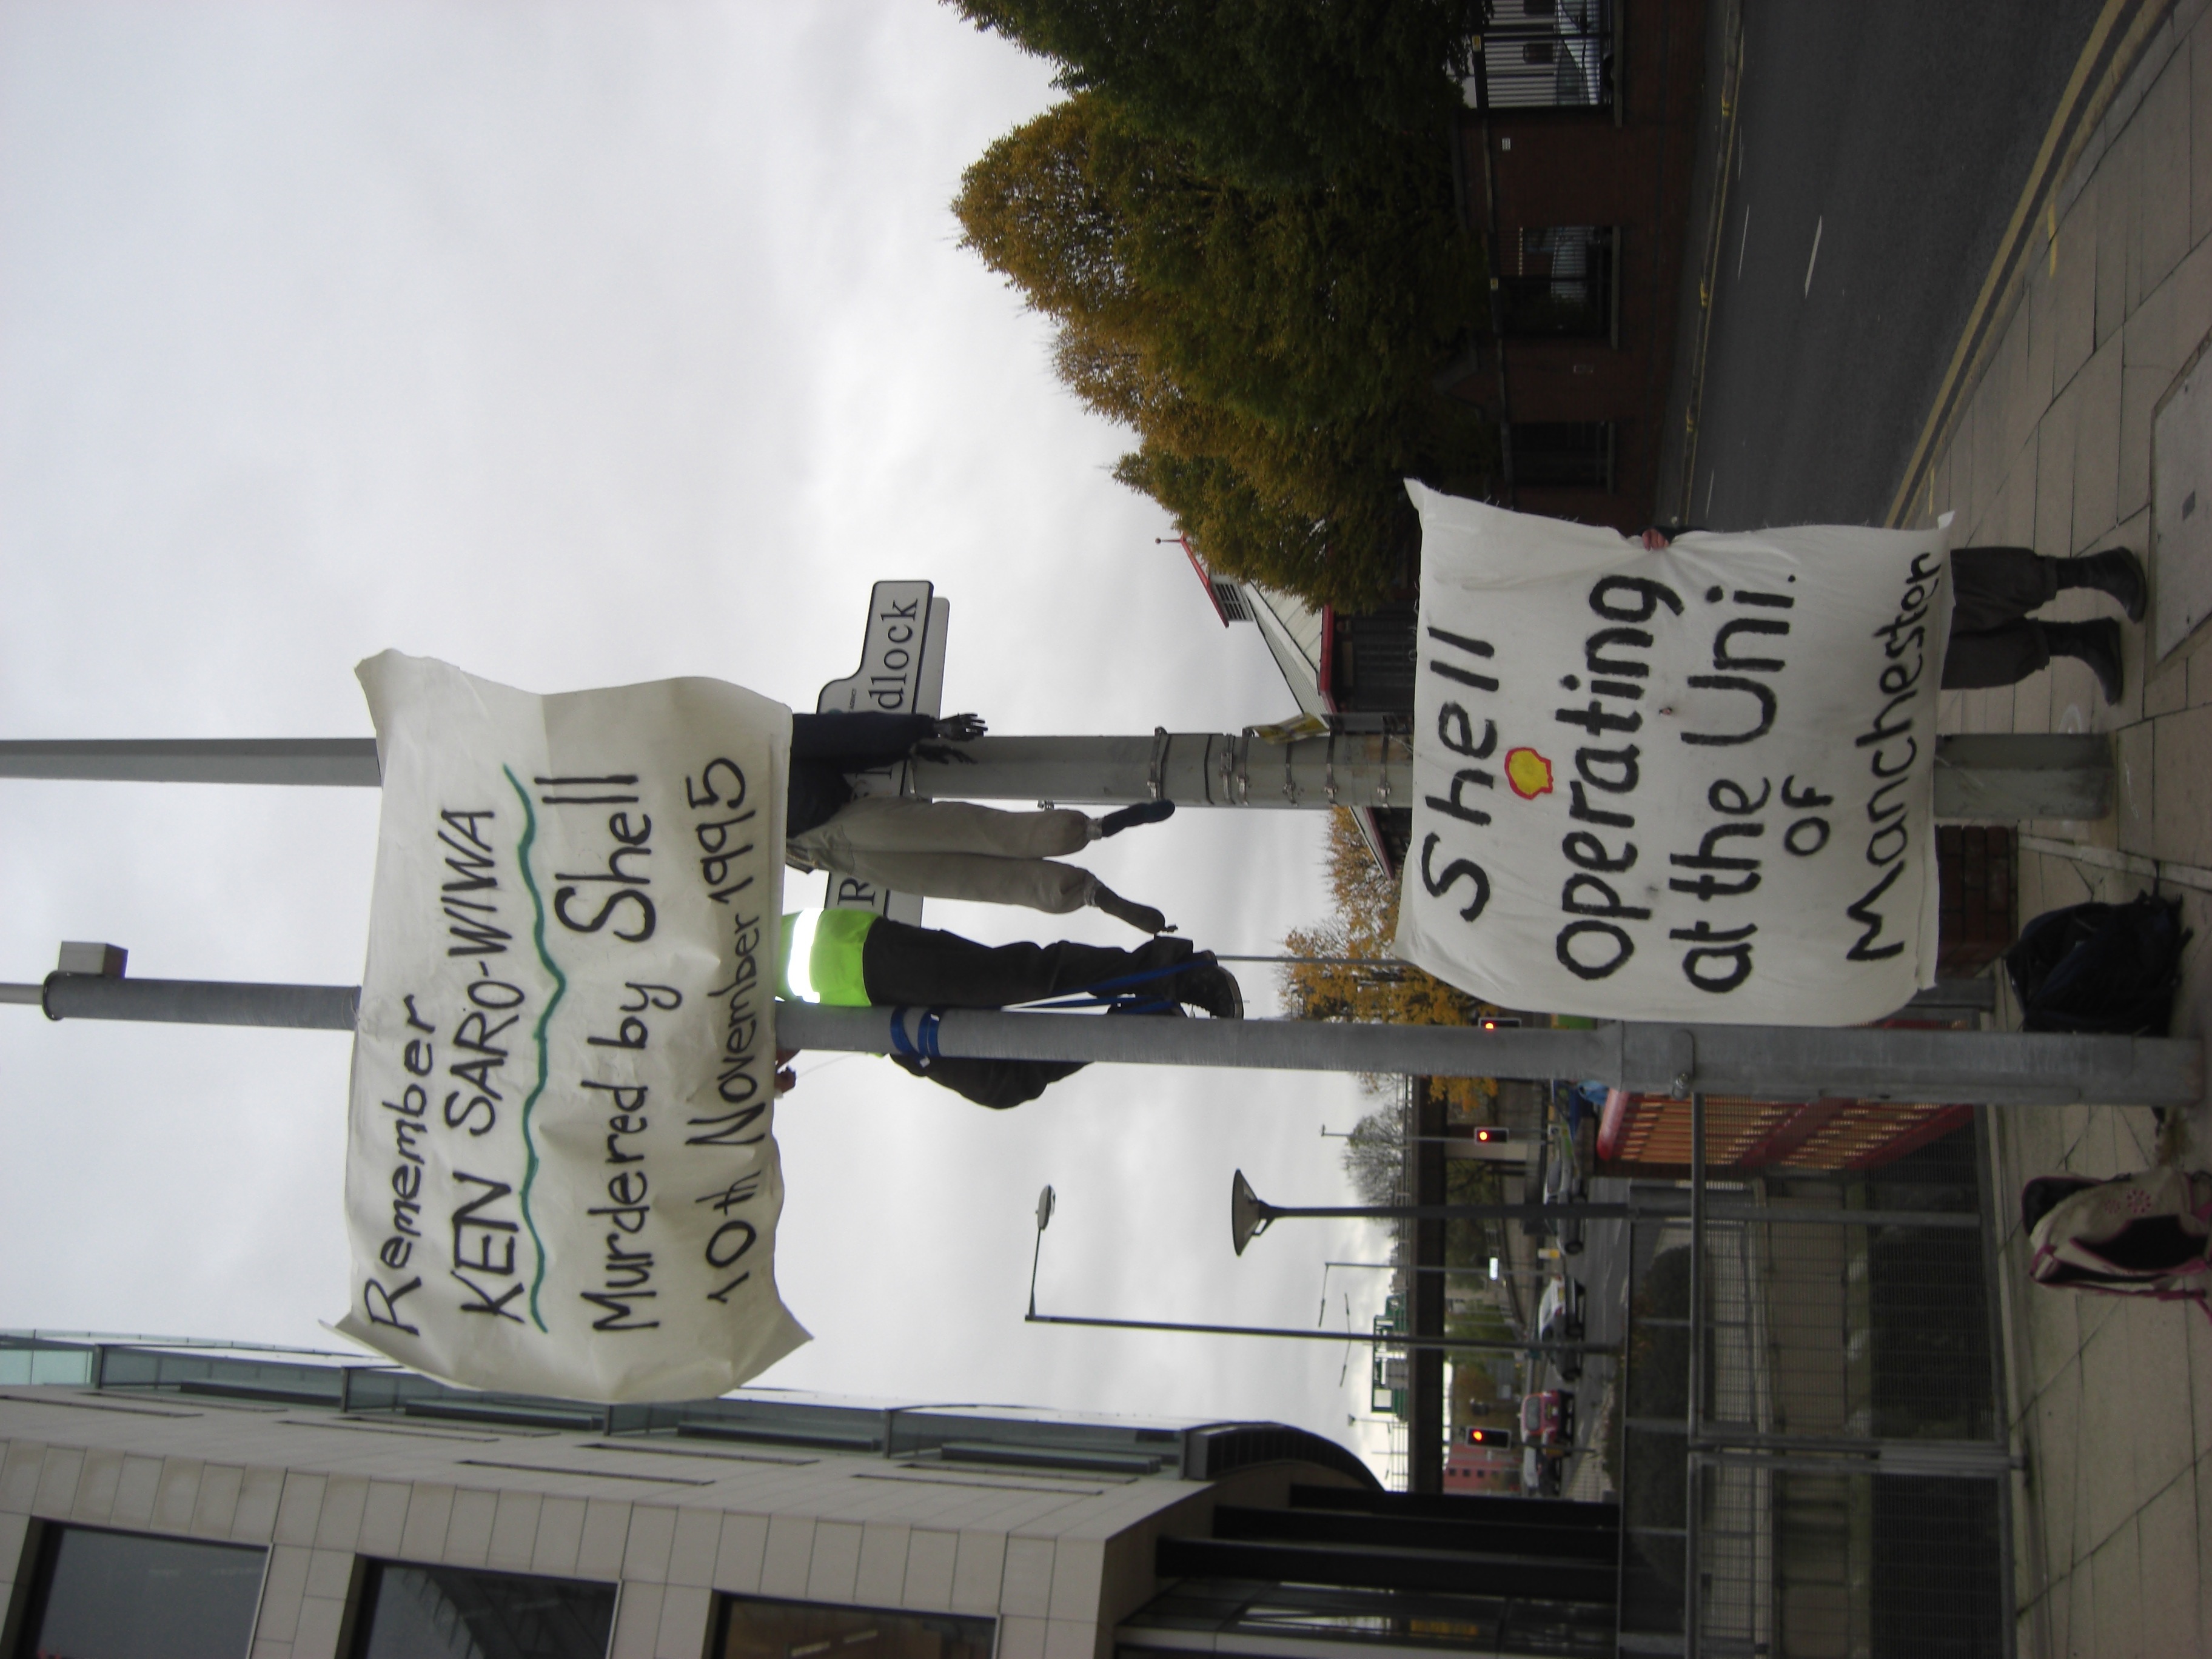 Remember
KEN SARO-WIWA
Murdered by Shell
10th November 1995
dlock
Shell
operating
at the Uni.
OF
Manchester